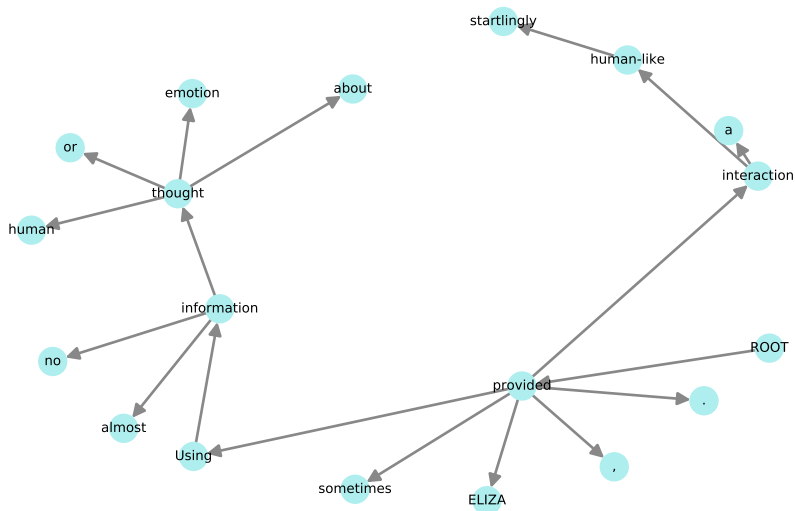 startlingly
human-like
about
emotion
a
or
interaction
thought
human
information
ROOT
no
provided
.
almost
Using
,
sometimes
ELIZA